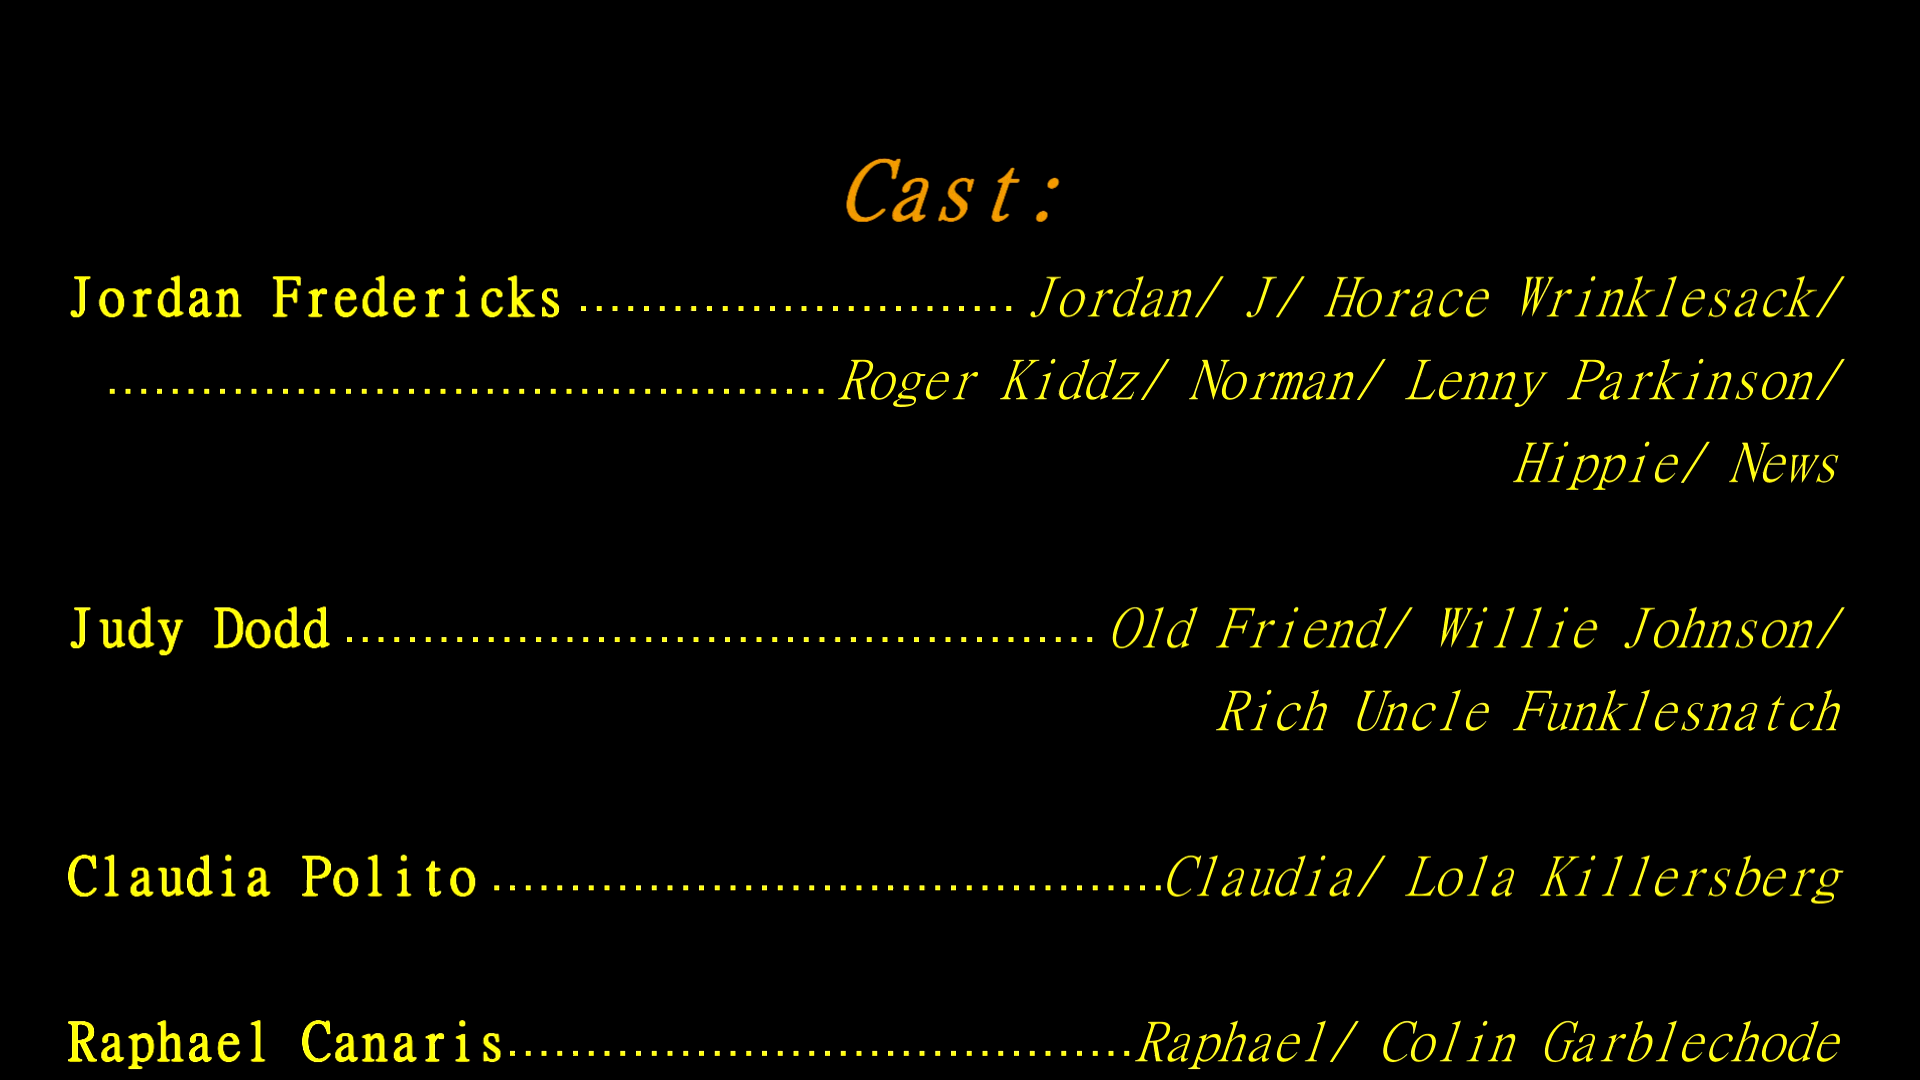 Cast:
Jordan Fredericks ............................ Jordan/ J/ Horace Wrinklesack/
.............................................. Roger Kiddz/ Norman/ Lenny Parkinson/
Hippie/ News
Judy Dodd ................................................ Old Friend/ Willie Johnson/
Rich Uncle Funklesnatch
Claudia Polito ...........................................Claudia/ Lola Killersberg
Raphael Canaris........................................Raphael/ Colin Garblechode